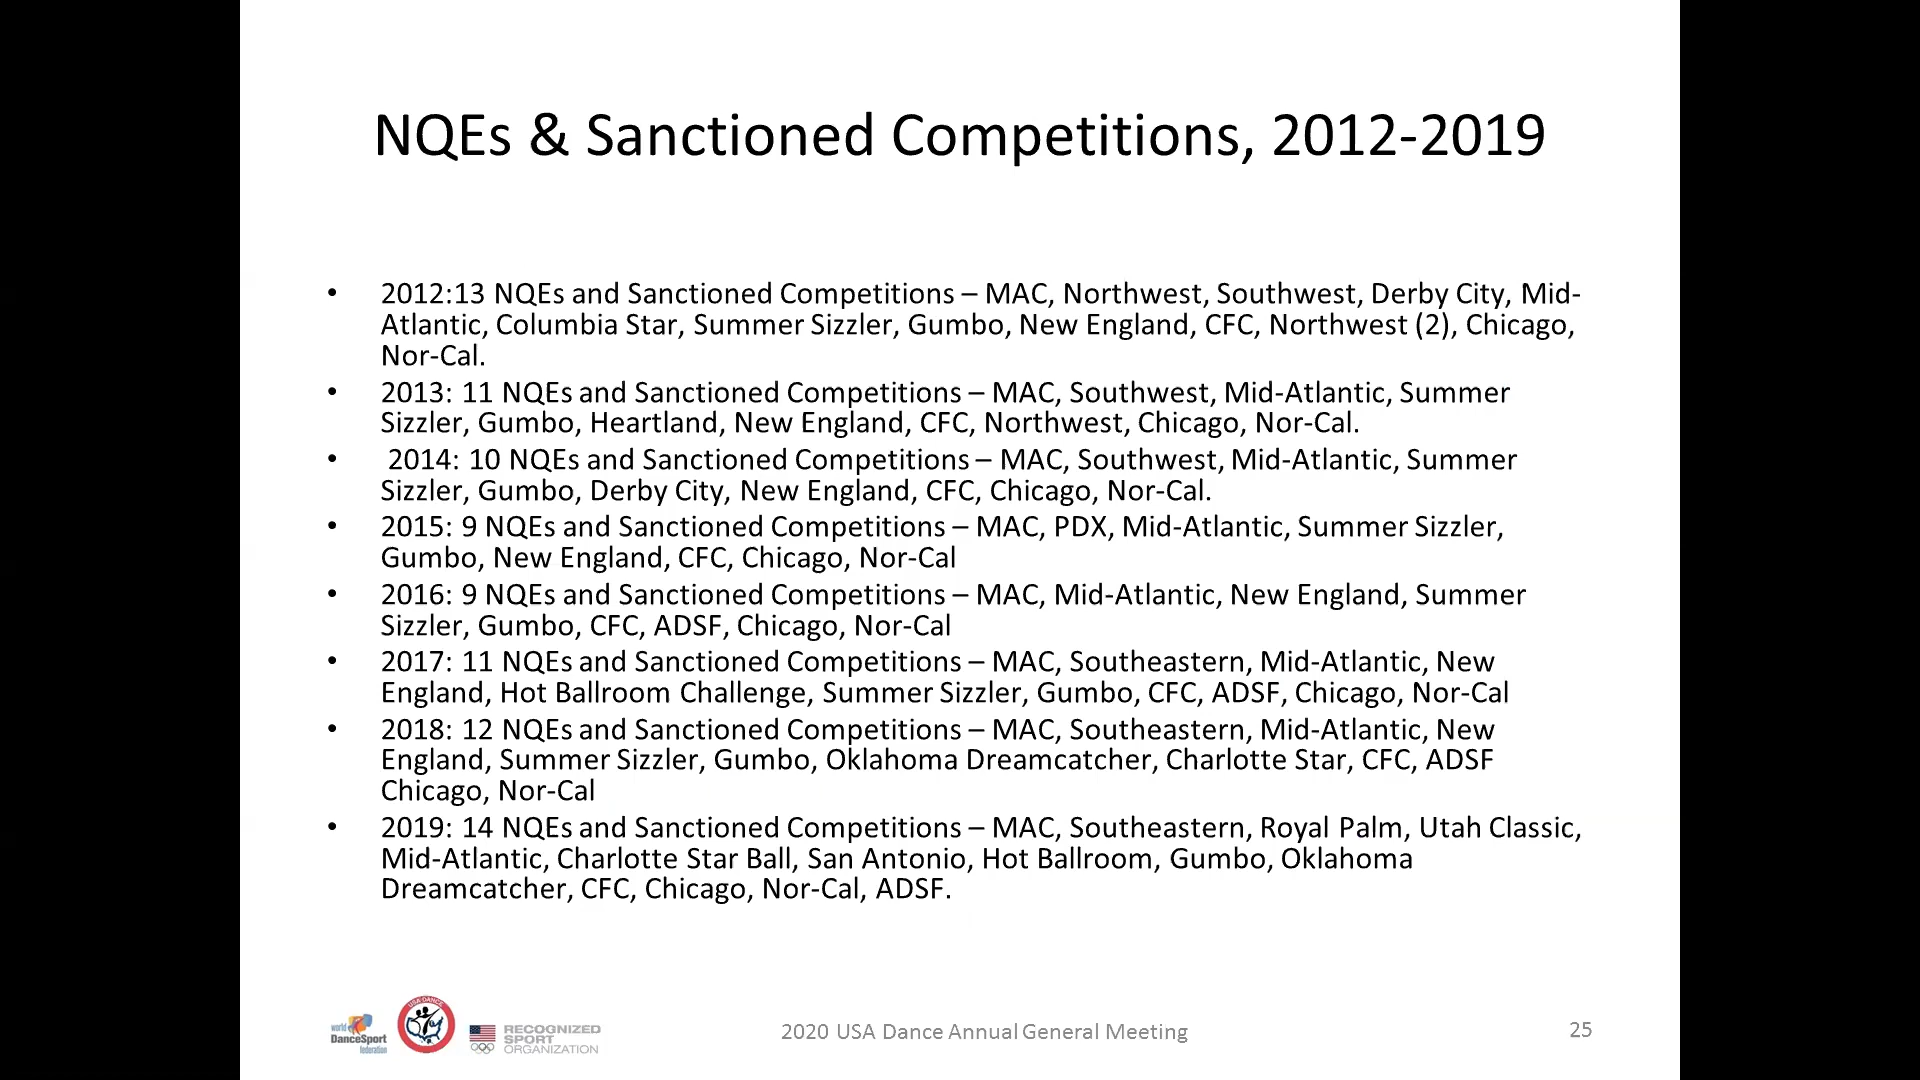 NQEs & Sanctioned Competitions, 2012-2019
• 2012:13 NQEs and Sanctioned Competitions – MAC, Northwest, Southwest, Derby City, Mid-
Atlantic, Columbia Star, Summer Sizzler, Gumbo, New England, CFC, Northwest (2), Chicago,
Nor-Cal.
• 2013: 11 NQEs and Sanctioned Competitions – MAC, Southwest, Mid-Atlantic, Summer
Sizzler, Gumbo, Heartland, New England, CFC, Northwest, Chicago, Nor-Cal.
• 2014: 10 NQEs and Sanctioned Competitions – MAC, Southwest, Mid-Atlantic, Summer
Sizzler, Gumbo, Derby City, New England, CFC, Chicago, Nor-Cal.
• 2015: 9 NQEs and Sanctioned Competitions – MAC, PDX, Mid-Atlantic, Summer Sizzler,
Gumbo, New England, CFC, Chicago, Nor-Cal
• 2016: 9 NQEs and Sanctioned Competitions – MAC, Mid-Atlantic, New England, Summer
Sizzler, Gumbo, CFC, ADSF, Chicago, Nor-Cal
• 2017: 11 NQEs and Sanctioned Competitions – MAC, Southeastern, Mid-Atlantic, New
England, Hot Ballroom Challenge, Summer Sizzler, Gumbo, CFC, ADSF, Chicago, Nor-Cal
• 2018: 12 NQEs and Sanctioned Competitions – MAC, Southeastern, Mid-Atlantic, New
England, Summer Sizzler, Gumbo, Oklahoma Dreamcatcher, Charlotte Star, CFC, ADSF
Chicago, Nor-Cal
• 2019: 14 NQEs and Sanctioned Competitions – MAC, Southeastern, Royal Palm, Utah Classic,
Mid-Atlantic, Charlotte Star Ball, San Antonio, Hot Ballroom, Gumbo, Oklahoma
Dreamcatcher, CFC, Chicago, Nor-Cal, ADSF.
world
DanceSport
federation
USA DANCE
RECOGNIZED
SPORT
ORGANIZATION
2020 USA Dance Annual General Meeting
25